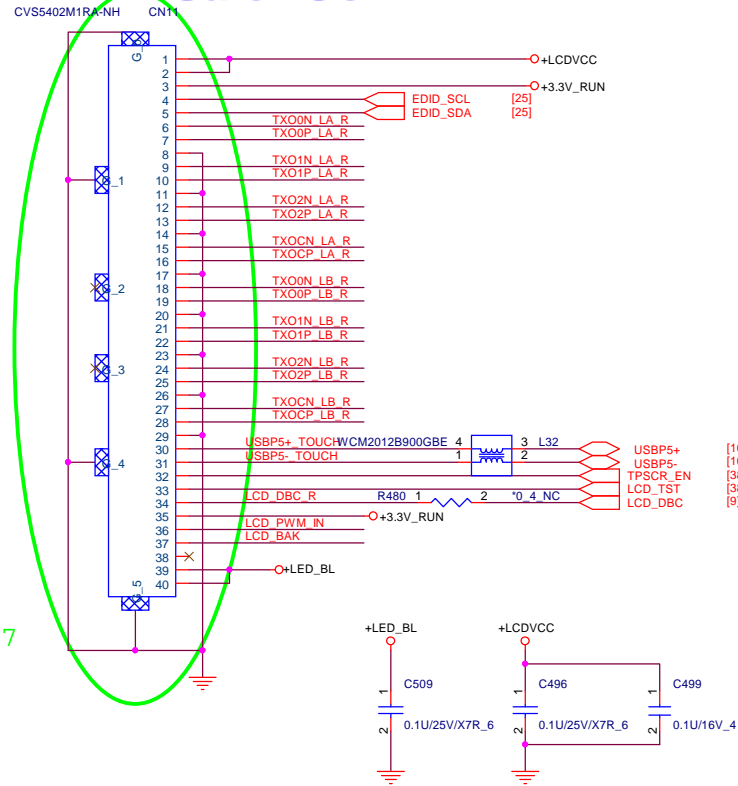 CVS5402M1RA-NH CN11
G_0
1 +LCDVCC
2
3 +3.3V_RUN
4 EDID_SCL [25]
5 EDID_SDA [25]
6 TXO0N_LA_R
7 TXO0P_LA_R
8
9 TXO1N_LA_R
G_1 10 TXO1P_LA_R
11
12 TXO2N_LA_R
13 TXO2P_LA_R
14
15 TXOCN_LA_R
16 TXOCP_LA_R
17
G_2 18 TXO0N_LB_R
19 TXO0P_LB_R
20
21 TXO1N_LB_R
22 TXO1P_LB_R
23
G_3 24 TXO2N_LB_R
25 TXO2P_LB_R
26
27 TXOCN_LB_R
28 TXOCP_LB_R
29
30 USBP5+_TOUCH WCM2012B900GBE 4 3 L32 USBP5+
G_4 31 USBP5-_TOUCH 1 2 USBP5-
32 TPSCR_EN
33 LCD_TST
34 LCD_DBC_R R480 1 2 *0_4_NC LCD_DBC
35 +3.3V_RUN
36 LCD_PWM_IN
37 LCD_BAK
38
39 +LED_BL
40
G_5
7
+LED_BL +LCDVCC
1 C509 1 C496 1 C499
2 0.1U/25V/X7R_6 2 0.1U/25V/X7R_6 2 0.1U/16V_4